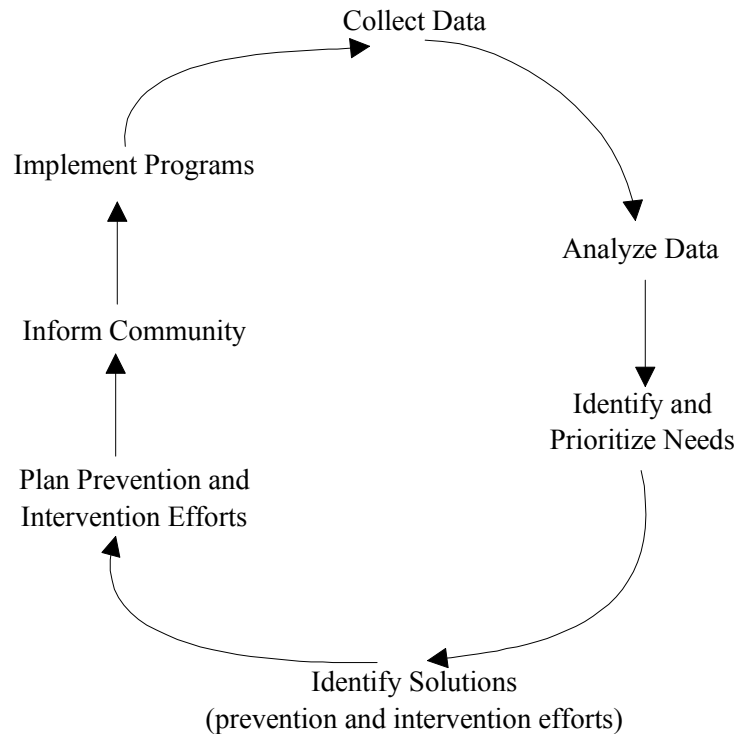 Collect Data
Analyze Data
Identify and
Prioritize Needs
Identify Solutions
(prevention and intervention efforts)
Plan Prevention and
Intervention Efforts
Inform Community
Implement Programs